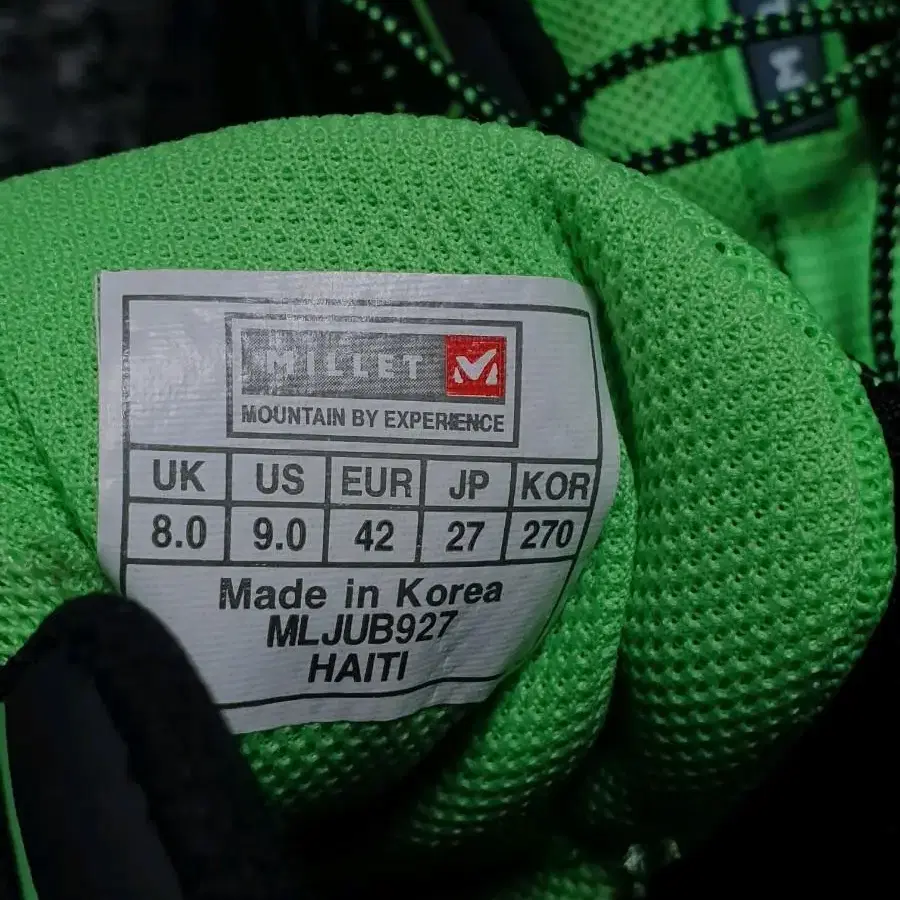 MILLET
MOUNTAIN BY EXPERIENCE
UK US EUR JP KOR
8.0 9.0 42 27 270
Made in Korea
MLJUB927
HAITI